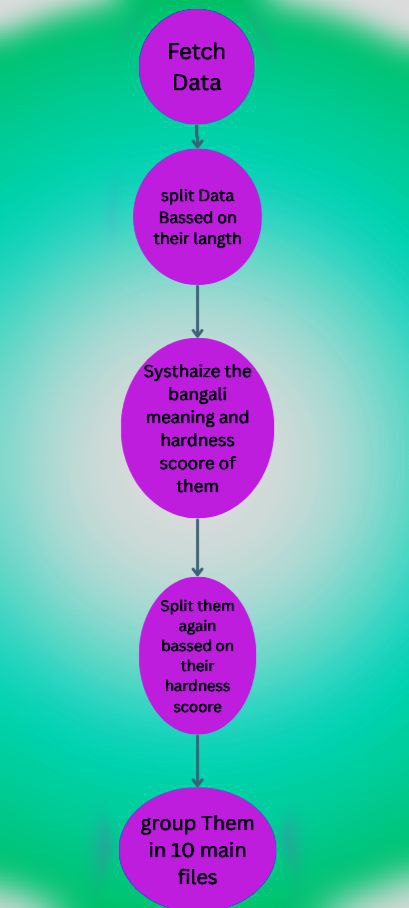 Fetch
Data
split Data
Bassed on
their langth
Systhaize the
bangali
meaning and
hardness
scoore of
them
Split them
again
bassed on
their
hardness
scoore
group Them
in 10 main
files